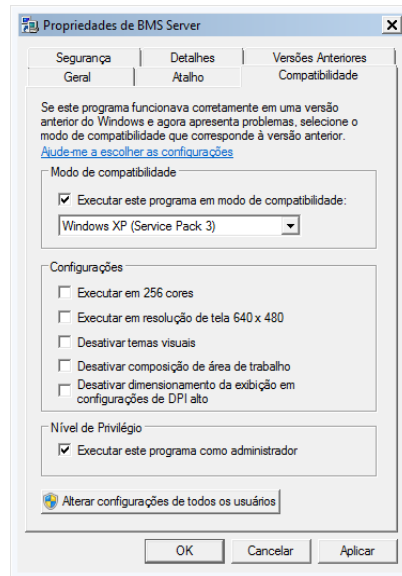 Propriedades de BMS Server
Segurança Detalhes Versões Anteriores
Geral Atalho Compatibilidade
Se este programa funcionava corretamente em uma versão
anterior do Windows e agora apresenta problemas, selecione o
modo de compatibilidade que corresponde à versão anterior.
Ajude-me a escolher as configurações
Modo de compatibilidade
Executar este programa em modo de compatibilidade:
Windows XP (Service Pack 3)
Configurações
Executar em 256 cores
Executar em resolução de tela 640 x 480
Desativar temas visuais
Desativar composição de área de trabalho
Desativar dimensionamento da exibição em
configurações de DPI alto
Nível de Privilégio
Executar este programa como administrador
Alterar configurações de todos os usuários
OK Cancelar Aplicar